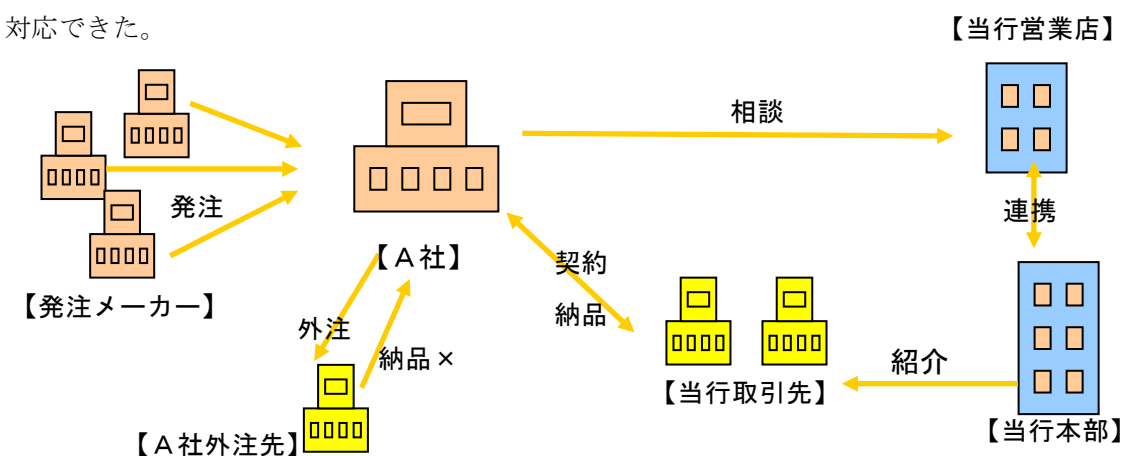 対応できた。
【当行営業店】
相談
発注
連携
【A社】
契約
納品
【発注メーカー】
外注
納品×
紹介
【当行取引先】
【当行本部】
【A社外注先】